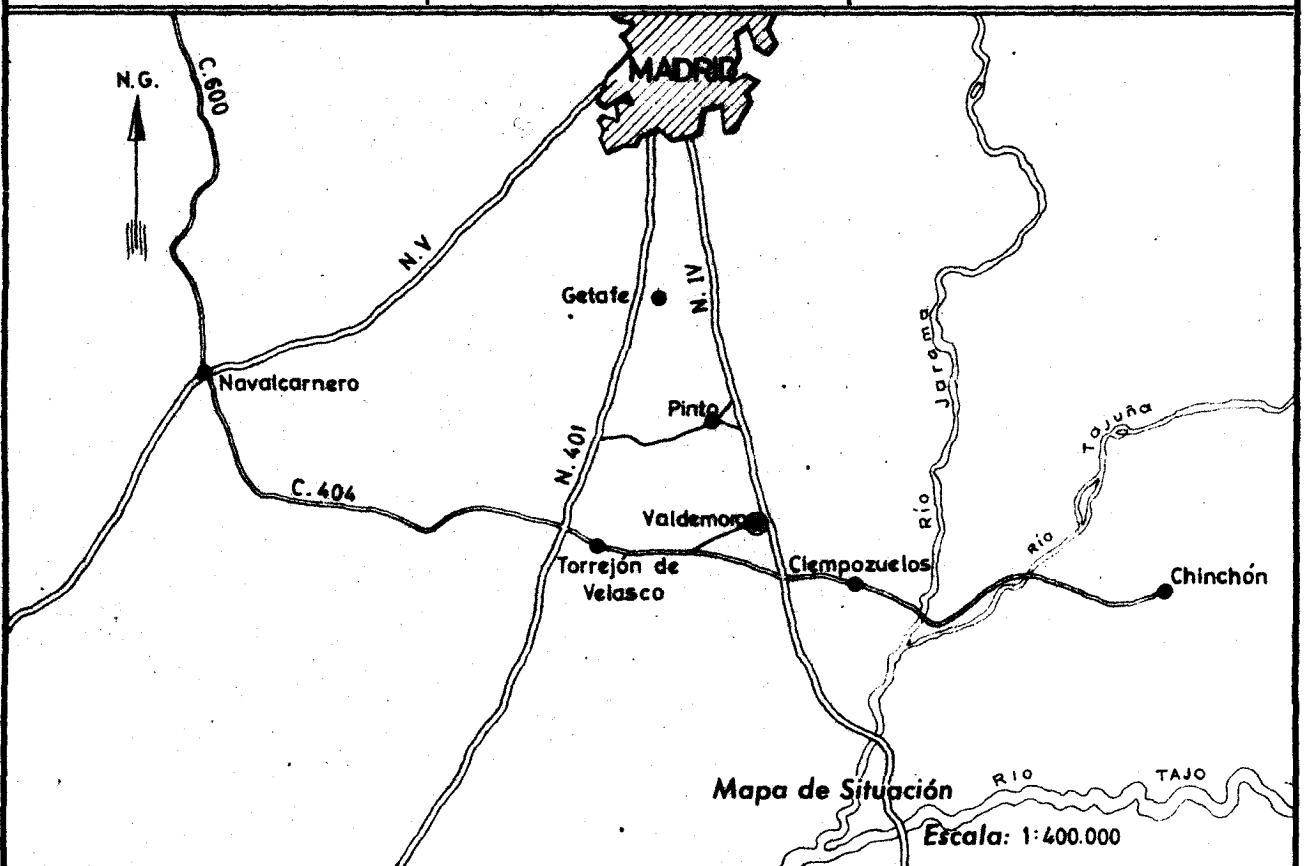 MADRID
N.G.
C.600
N.V
Getafe
N. IV
Jarama
Navalcarnero
Pinto
Tajuña
N. 401
C. 404
Valdemoro
Río
Río
Torrejón de
Velasco
Ciempozuelos
Chinchón
Mapa de Situación
RIO TAJO
Escala: 1:400.000